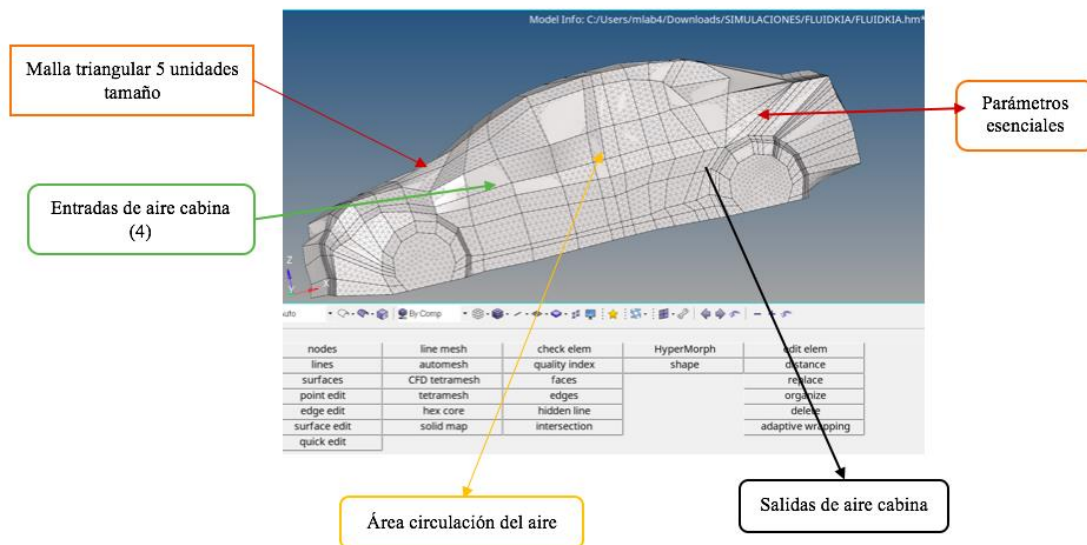 Model Info: C:/Users/mlab4/Downloads/SIMULACIONES/FLUIDKIA/FLUIDKIA.hm*
Malla triangular 5 unidades
tamaño
Parámetros
esenciales
Entradas de aire cabina
(4)
Z
Y
X
By Comp
nodes line mesh check elem HyperMorph edit elem
lines automesh quality index shape distance
surfaces CFD tetramesh faces replace
point edit tetramesh edges organize
edge edit hex core hidden line delete
surface edit solid map intersection adaptive wrapping
quick edit
Área circulación del aire
Salidas de aire cabina